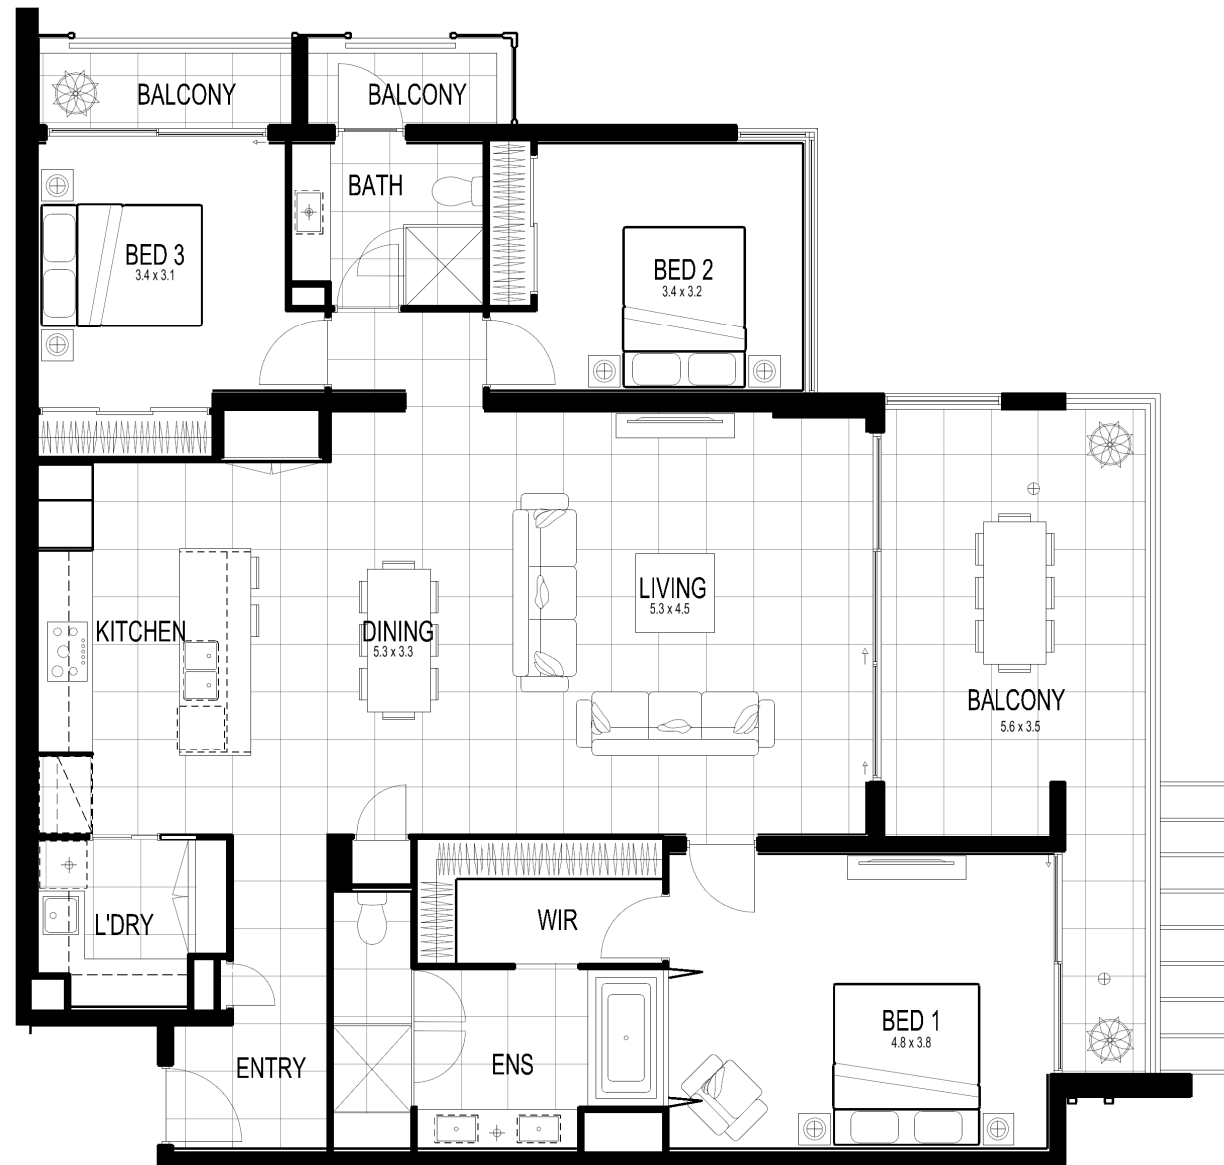 BALCONY
BALCONY
BATH
BED 3
3.4 x 3.1
BED 2
3.4 x 3.2
LIVING
5.3 x 4.5
KITCHEN
DINING
5.3 x 3.3
BALCONY
5.6 x 3.5
L'DRY
WIR
BED 1
4.8 x 3.8
ENTRY
ENS